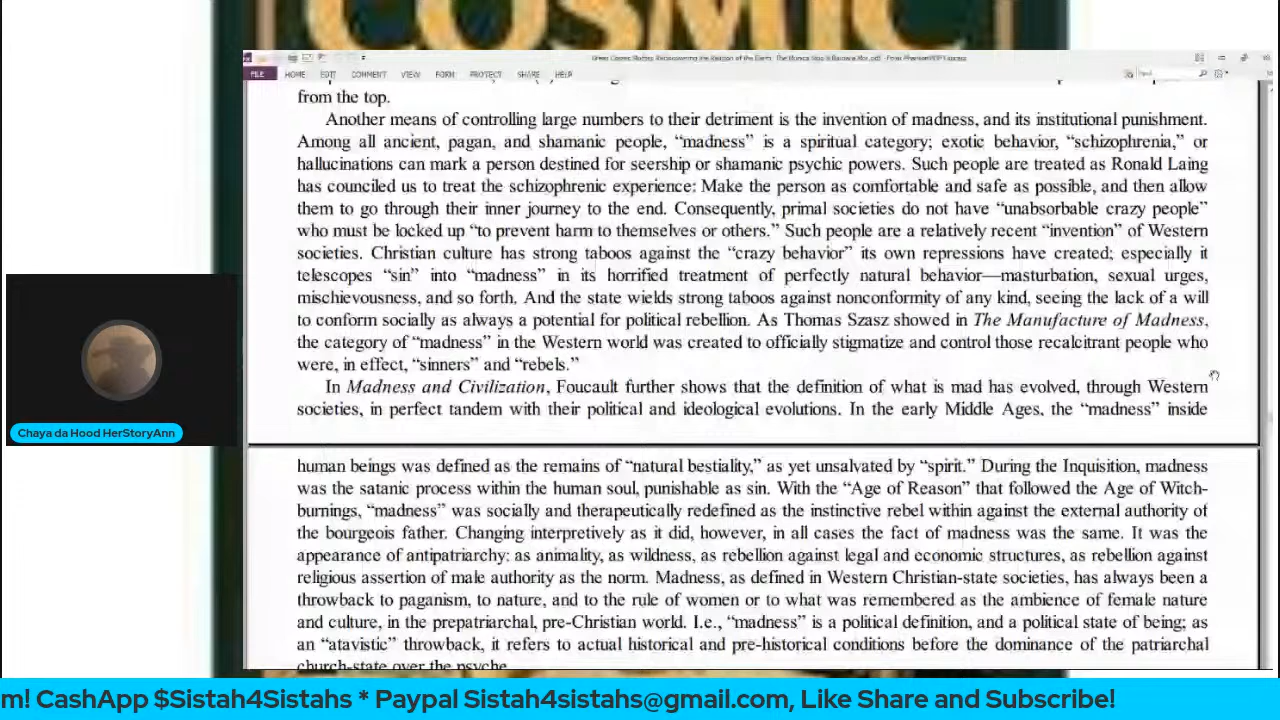 COSMIC
FILE HOME EDIT COMMENT VIEW FORM PROTECT SHARE HELP
from the top.
Another means of controlling large numbers to their detriment is the invention of madness, and its institutional punishment.
Among all ancient, pagan, and shamanic people, “madness” is a spiritual category; exotic behavior, “schizophrenia,” or
hallucinations can mark a person destined for seership or shamanic psychic powers. Such people are treated as Ronald Laing
has counciled us to treat the schizophrenic experience: Make the person as comfortable and safe as possible, and then allow
them to go through their inner journey to the end. Consequently, primal societies do not have “unabsorbable crazy people”
who must be locked up “to prevent harm to themselves or others.” Such people are a relatively recent “invention” of Western
societies. Christian culture has strong taboos against the “crazy behavior” its own repressions have created; especially it
telescopes “sin” into “madness” in its horrified treatment of perfectly natural behavior—masturbation, sexual urges,
mischievousness, and so forth. And the state wields strong taboos against nonconformity of any kind, seeing the lack of a will
to conform socially as always a potential for political rebellion. As Thomas Szasz showed in The Manufacture of Madness,
the category of “madness” in the Western world was created to officially stigmatize and control those recalcitrant people who
were, in effect, “sinners” and “rebels.”
In Madness and Civilization, Foucault further shows that the definition of what is mad has evolved, through Western
societies, in perfect tandem with their political and ideological evolutions. In the early Middle Ages, the “madness” inside
Chaya da Hood HerStoryAnn
human beings was defined as the remains of “natural bestiality,” as yet unsalvated by “spirit.” During the Inquisition, madness
was the satanic process within the human soul, punishable as sin. With the “Age of Reason” that followed the Age of Witch-
burnings, “madness” was socially and therapeutically redefined as the instinctive rebel within against the external authority of
the bourgeois father. Changing interpretively as it did, however, in all cases the fact of madness was the same. It was the
appearance of antipatriarchy: as animality, as wildness, as rebellion against legal and economic structures, as rebellion against
religious assertion of male authority as the norm. Madness, as defined in Western Christian-state societies, has always been a
throwback to paganism, to nature, and to the rule of women or to what was remembered as the ambience of female nature
and culture, in the prepatriarchal, pre-Christian world. I.e., “madness” is a political definition, and a political state of being; as
an “atavistic” throwback, it refers to actual historical and pre-historical conditions before the dominance of the patriarchal
church-state over the psyche.
m! CashApp $Sistah4Sistahs * Paypal Sistah4sistahs@gmail.com, Like Share and Subscribe!